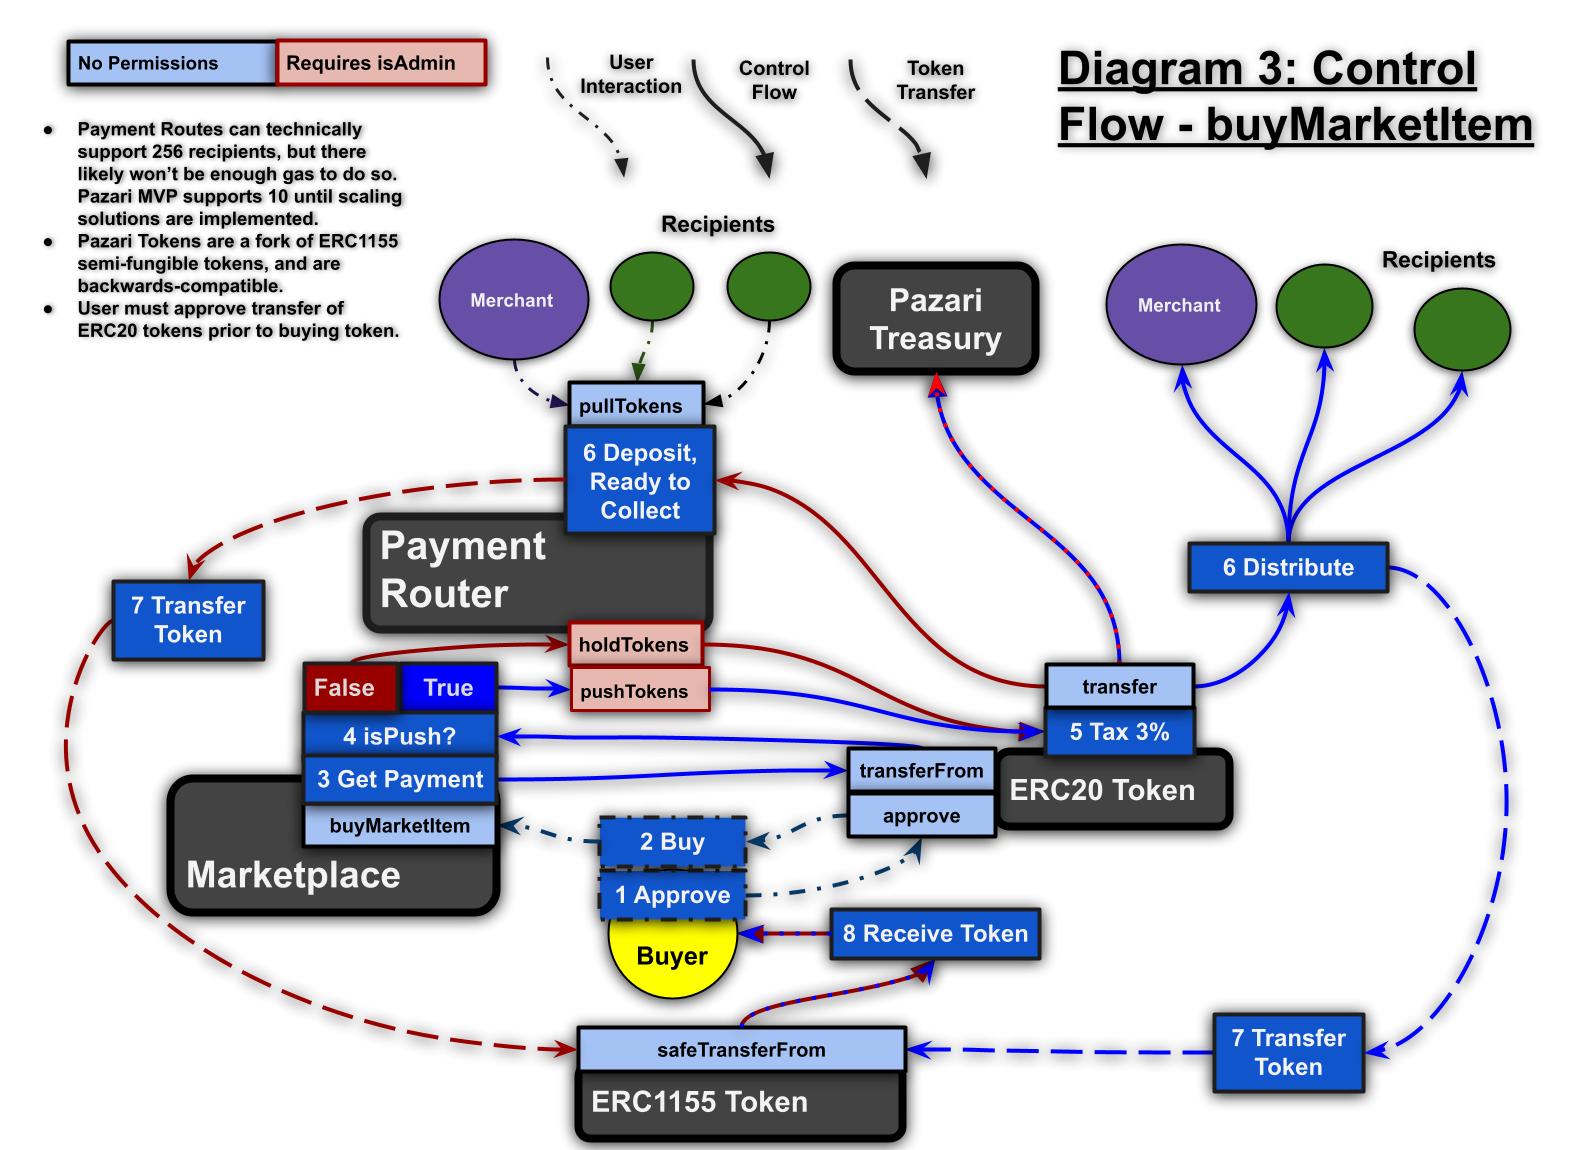 No Permissions
Requires isAdmin
User
Interaction
Control
Flow
Token
Transfer
Diagram 3: Control
Flow - buyMarketItem
● Payment Routes can technically
support 256 recipients, but there
likely won't be enough gas to do so.
Pazari MVP supports 10 until scaling
solutions are implemented.
● Pazari Tokens are a fork of ERC1155
semi-fungible tokens, and are
backwards-compatible.
● User must approve transfer of
ERC20 tokens prior to buying token.
Recipients
Merchant
Pazari
Treasury
Recipients
Merchant
pullTokens
6 Deposit,
Ready to
Collect
Payment
Router
6 Distribute
7 Transfer
Token
holdTokens
pushTokens
False
True
4 isPush?
3 Get Payment
buyMarketItem
Marketplace
transfer
5 Tax 3%
transferFrom
approve
ERC20 Token
2 Buy
1 Approve
Buyer
8 Receive Token
safeTransferFrom
ERC1155 Token
7 Transfer
Token